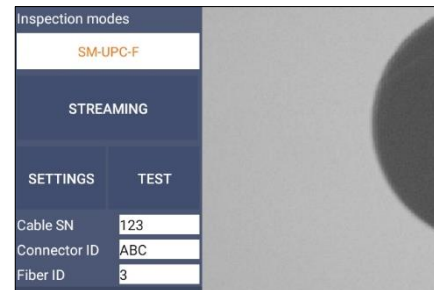 Inspection modes
SM-UPC-F
STREAMING
SETTINGS TEST
Cable SN 123
Connector ID ABC
Fiber ID 3